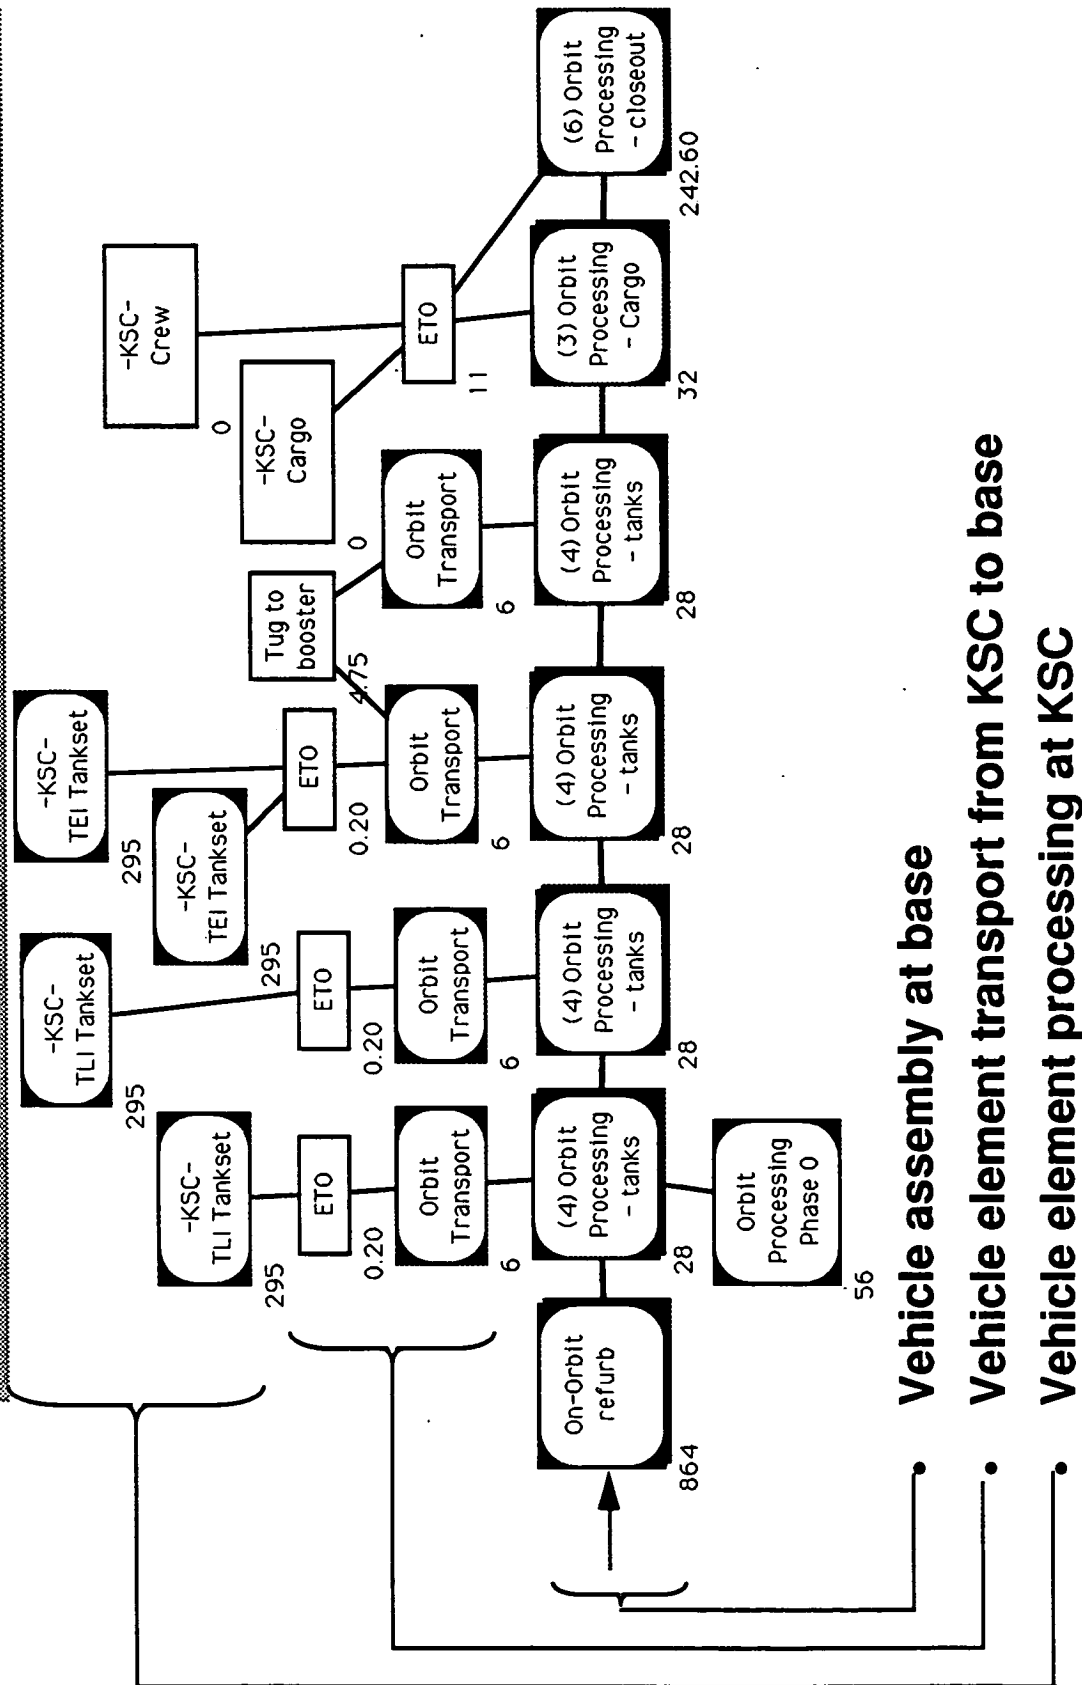 -KSC-
TEI Tankset
295
-KSC-
TLI Tankset
295
-KSC-
Crew
0
-KSC-
TEI Tankset
295
-KSC-
TLI Tankset
295
-KSC-
Cargo
0
Tug to
booster
4.75
ETO
0.20
ETO
0.20
ETO
0.20
ETO
11
Orbit
Transport
6
Orbit
Transport
6
Orbit
Transport
6
Orbit
Transport
6
On-Orbit
refurb
864
(4) Orbit
Processing
- tanks
28
(4) Orbit
Processing
- tanks
28
(4) Orbit
Processing
- tanks
28
(4) Orbit
Processing
- tanks
28
(3) Orbit
Processing
- Cargo
32
(6) Orbit
Processing
- closeout
242.60
Orbit
Processing
Phase 0
56
• Vehicle assembly at base
• Vehicle element transport from KSC to base
• Vehicle element processing at KSC